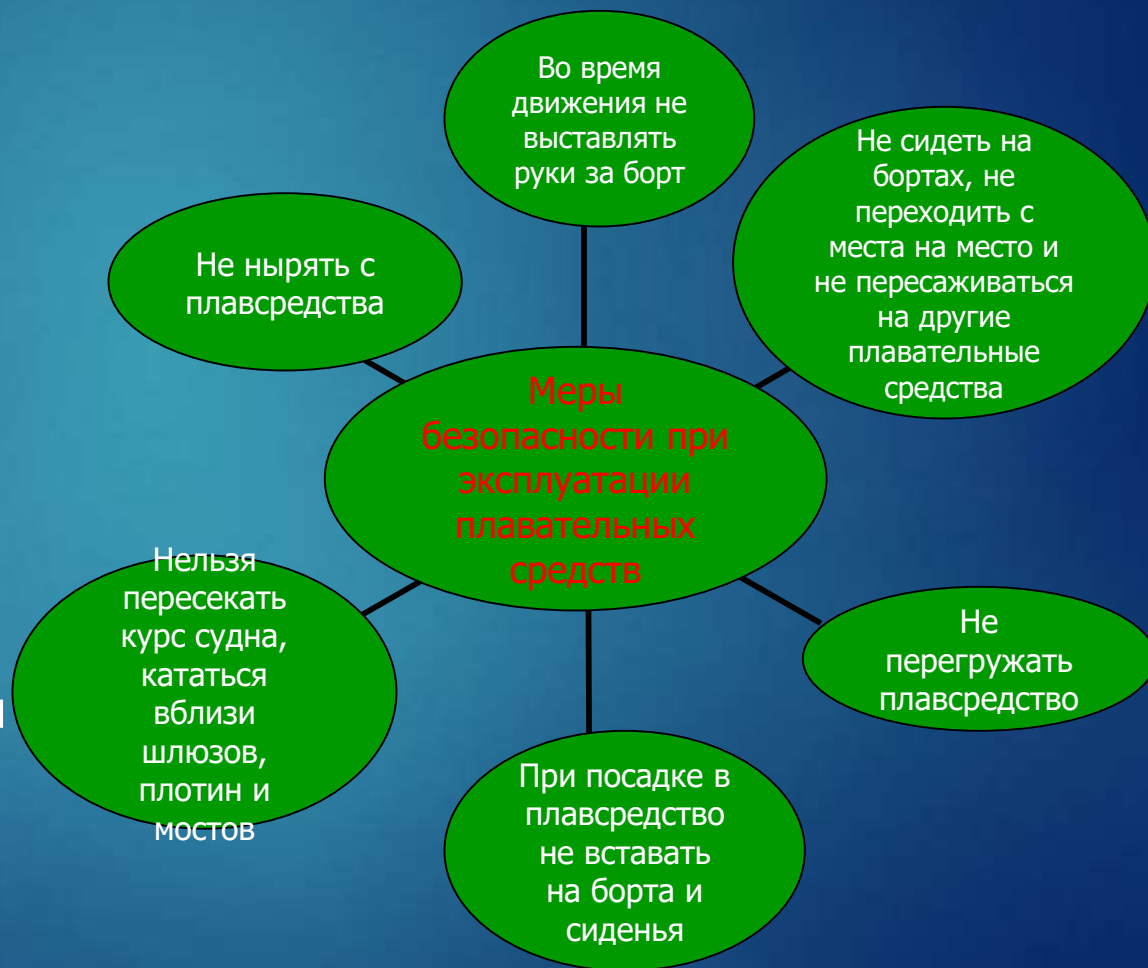 Во время
движения не
выставлять
руки за борт
Не сидеть на
бортах, не
переходить с
места на место и
не пересаживаться
на другие
плавательные
средства
Не нырять с
плавсредства
Меры
безопасности при
эксплуатации
плавательных
средств
Нельзя
пересекать
курс судна,
кататься
вблизи
шлюзов,
плотин и
мостов
Не
перегружать
плавсредство
При посадке в
плавсредство
не вставать
на борта и
сиденья